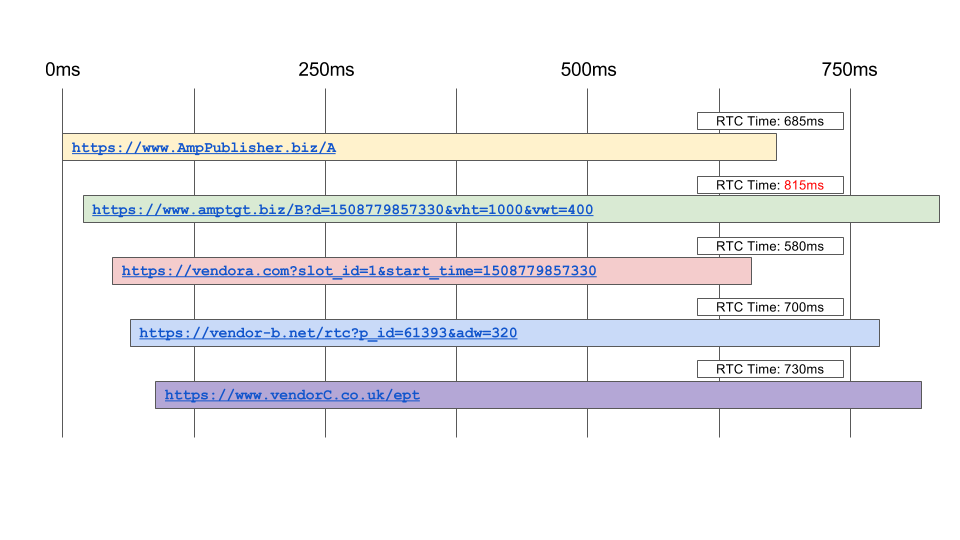 0ms 250ms 500ms 750ms
RTC Time: 685ms
https://www.AmpPublisher.biz/A
RTC Time: 815ms
https://www.amptgt.biz/B?d=1508779857330&vht=1000&vwt=400
RTC Time: 580ms
https://vendora.com?slot_id=1&start_time=1508779857330
RTC Time: 700ms
https://vendor-b.net/rtc?p_id=61393&adw=320
RTC Time: 730ms
https://www.vendorC.co.uk/ept